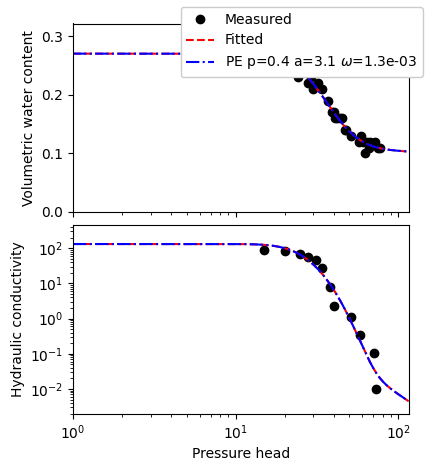 Measured
Fitted
PE p=0.4 a=3.1 ω=1.3e-03
Volumetric water content
0.3
0.2
0.1
0.0
Hydraulic conductivity
10²
10¹
10⁰
10⁻¹
10⁻²
10⁰ 10¹ 10²
Pressure head